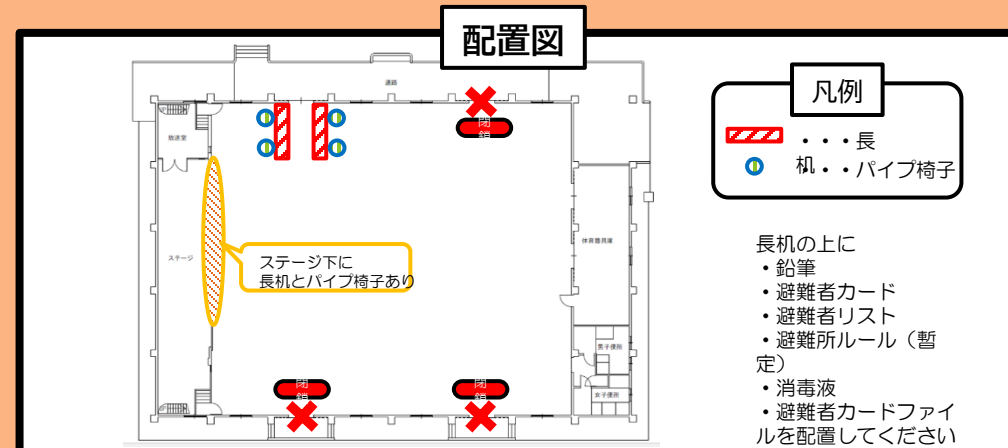 配置図
通路
放送室
ステージ
閉鎖
ステージ下に
長机とパイプ椅子あり
体育器具庫
男子便所
女子便所
閉鎖
閉鎖
凡例
・・・長机
・・・パイプ椅子
長机の上に
・鉛筆
・避難者カード
・避難者リスト
・避難所ルール（暫
定）
・消毒液
・避難者カードファイ
ルを配置してください